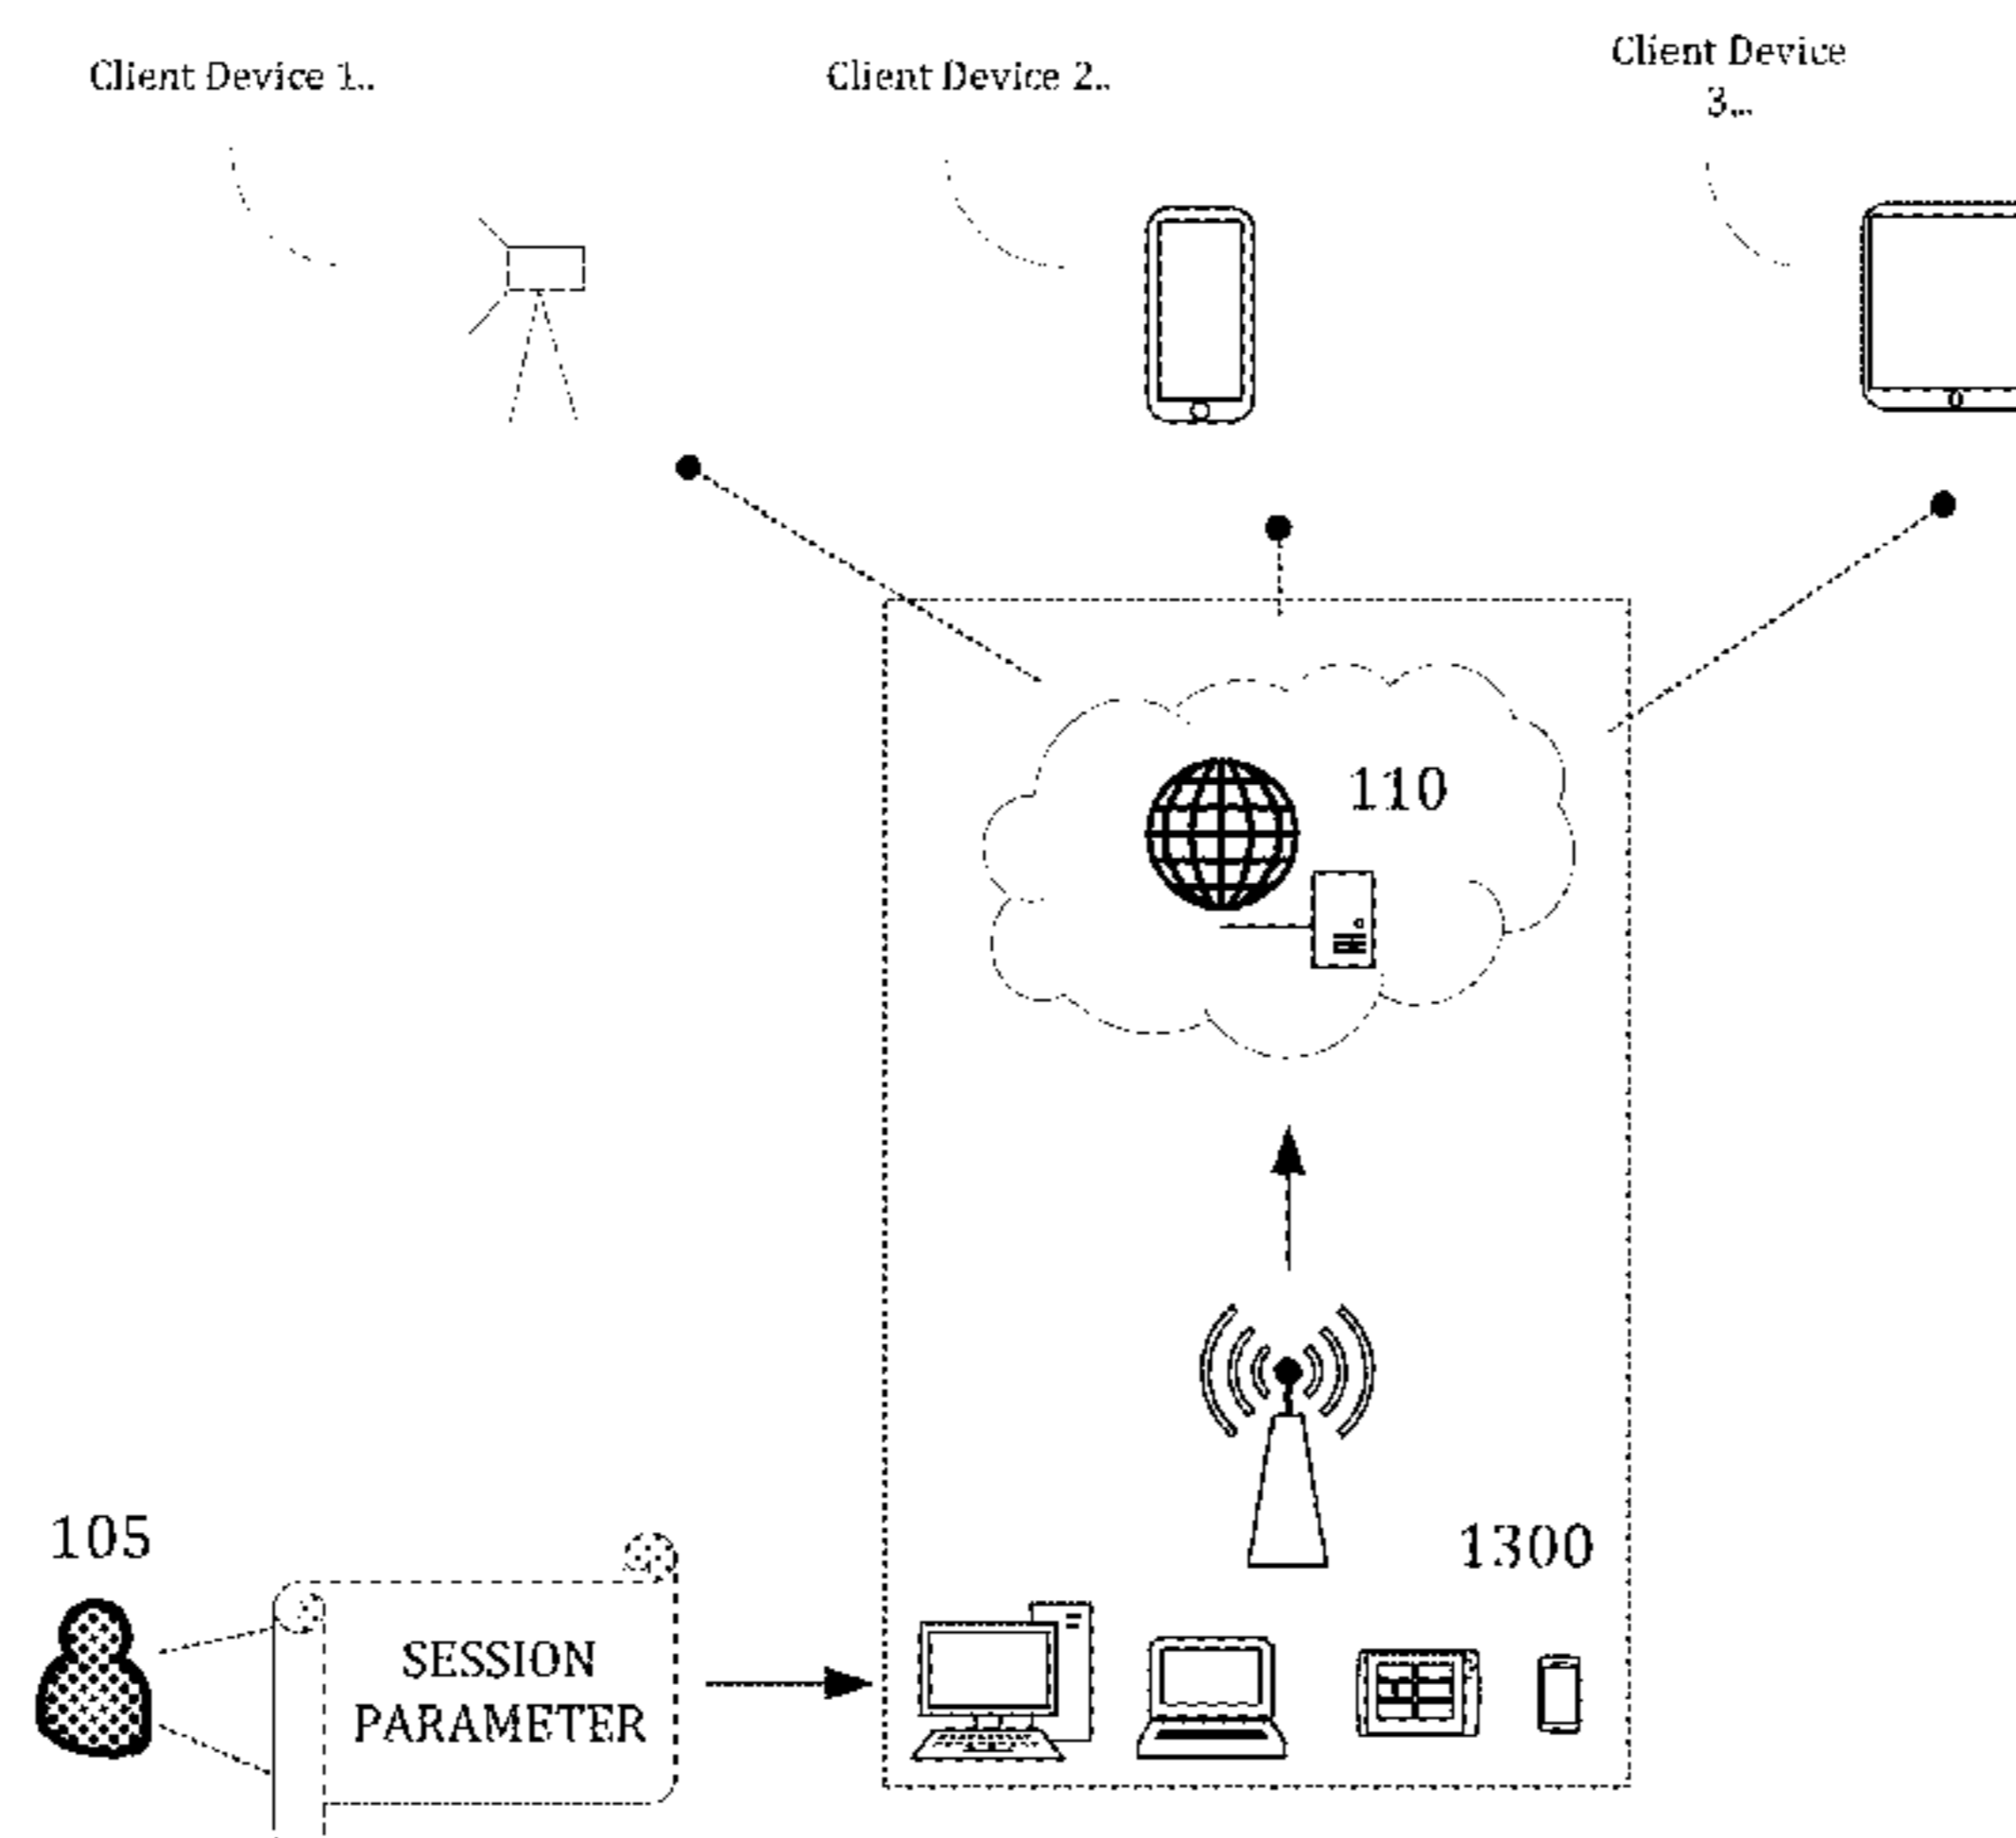 Client Device 1..
Client Device 2..
Client Device
3...
110
1300
105
SESSION
PARAMETER